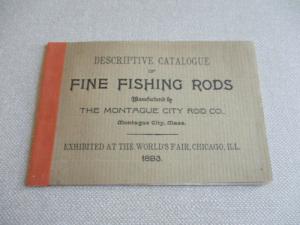 DESCRIPTIVE CATALOGUE
OF
FINE FISHING RODS
Manufactured by
THE MONTAGUE CITY ROD CO.,
Montague City, Mass.
EXHIBITED AT THE WORLD'S FAIR, CHICAGO, ILL.
1893.